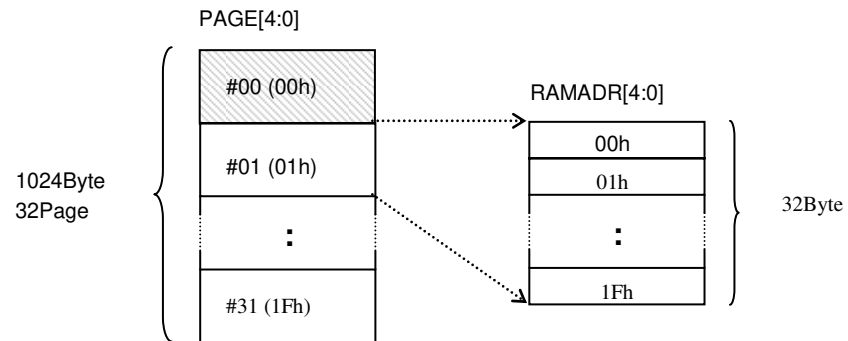 PAGE[4:0]
#00 (00h)
#01 (01h)
:
#31 (1Fh)
1024Byte
32Page
RAMADR[4:0]
00h
01h
:
1Fh
32Byte